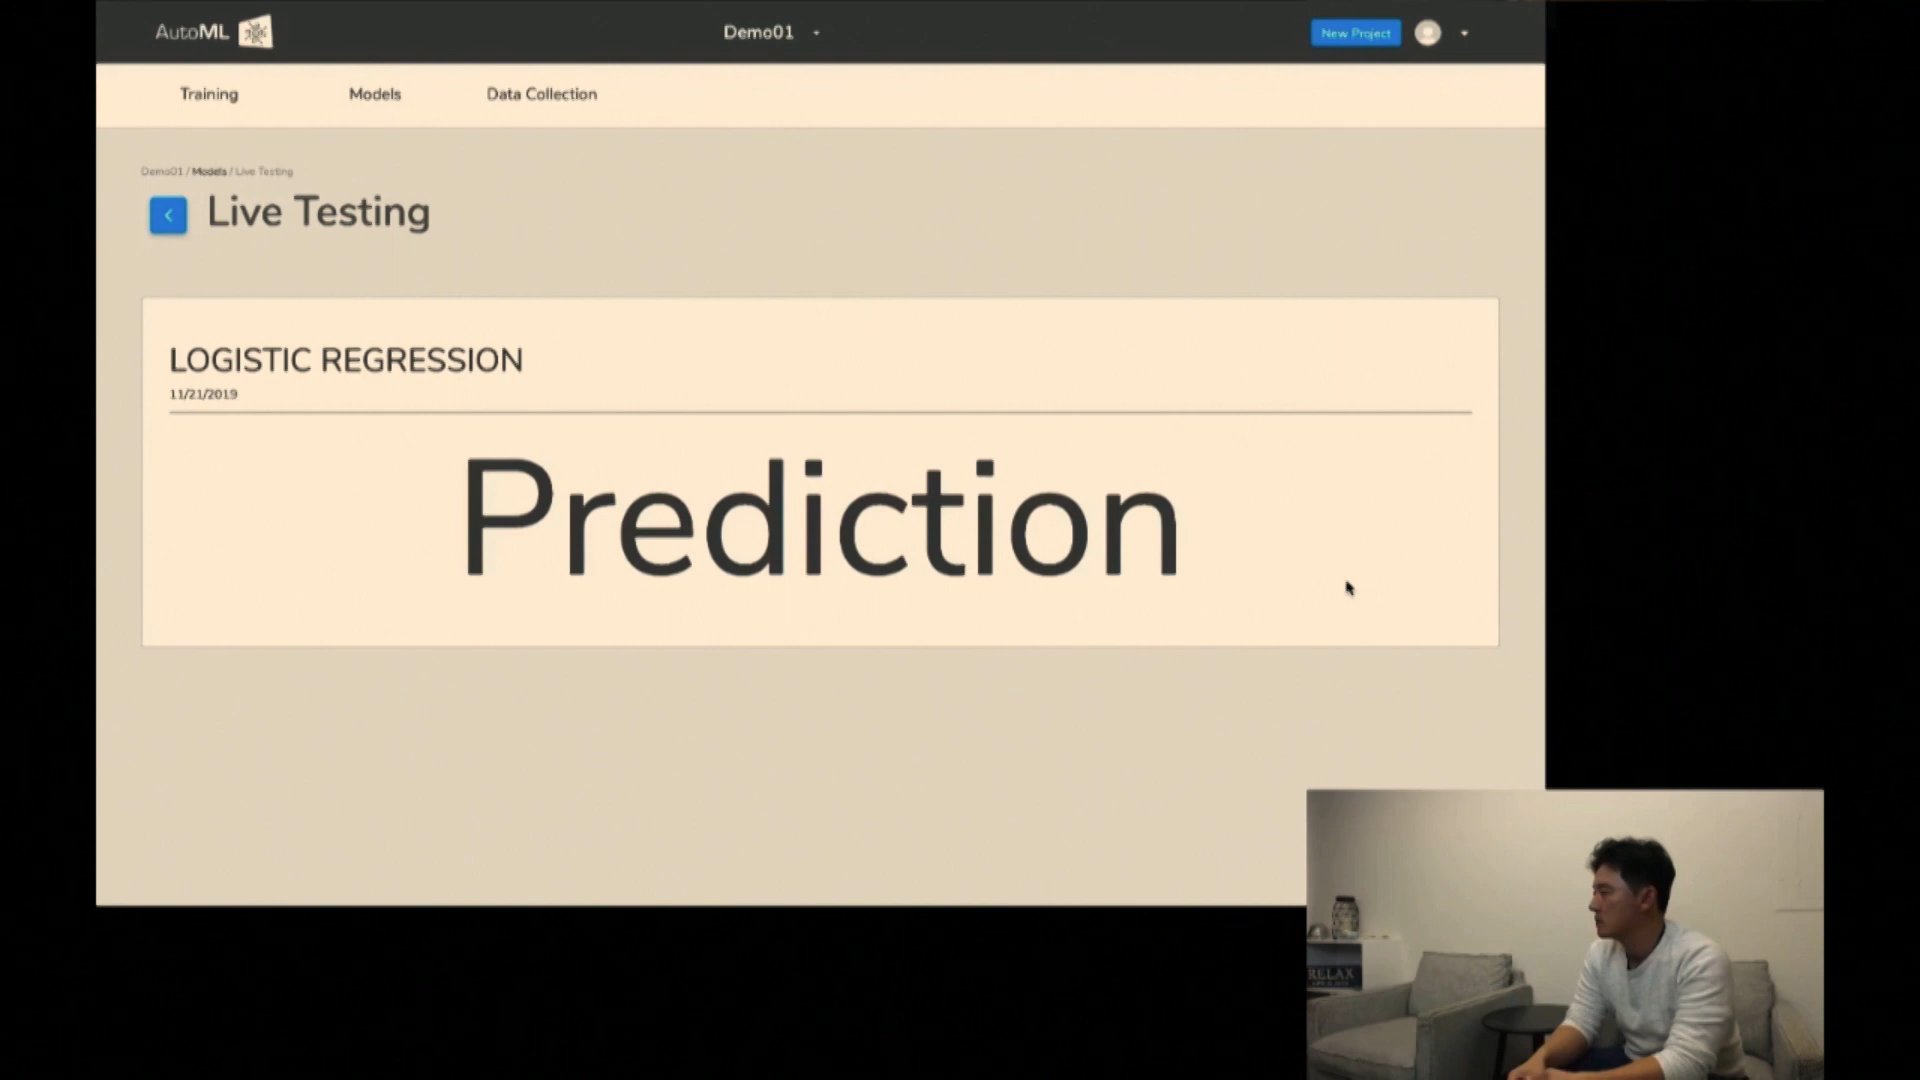 AutoML
Demo01
New Project
Training
Models
Data Collection
Demo01 / Models / Live Testing
Live Testing
LOGISTIC REGRESSION
11/21/2019
Prediction
RELAX